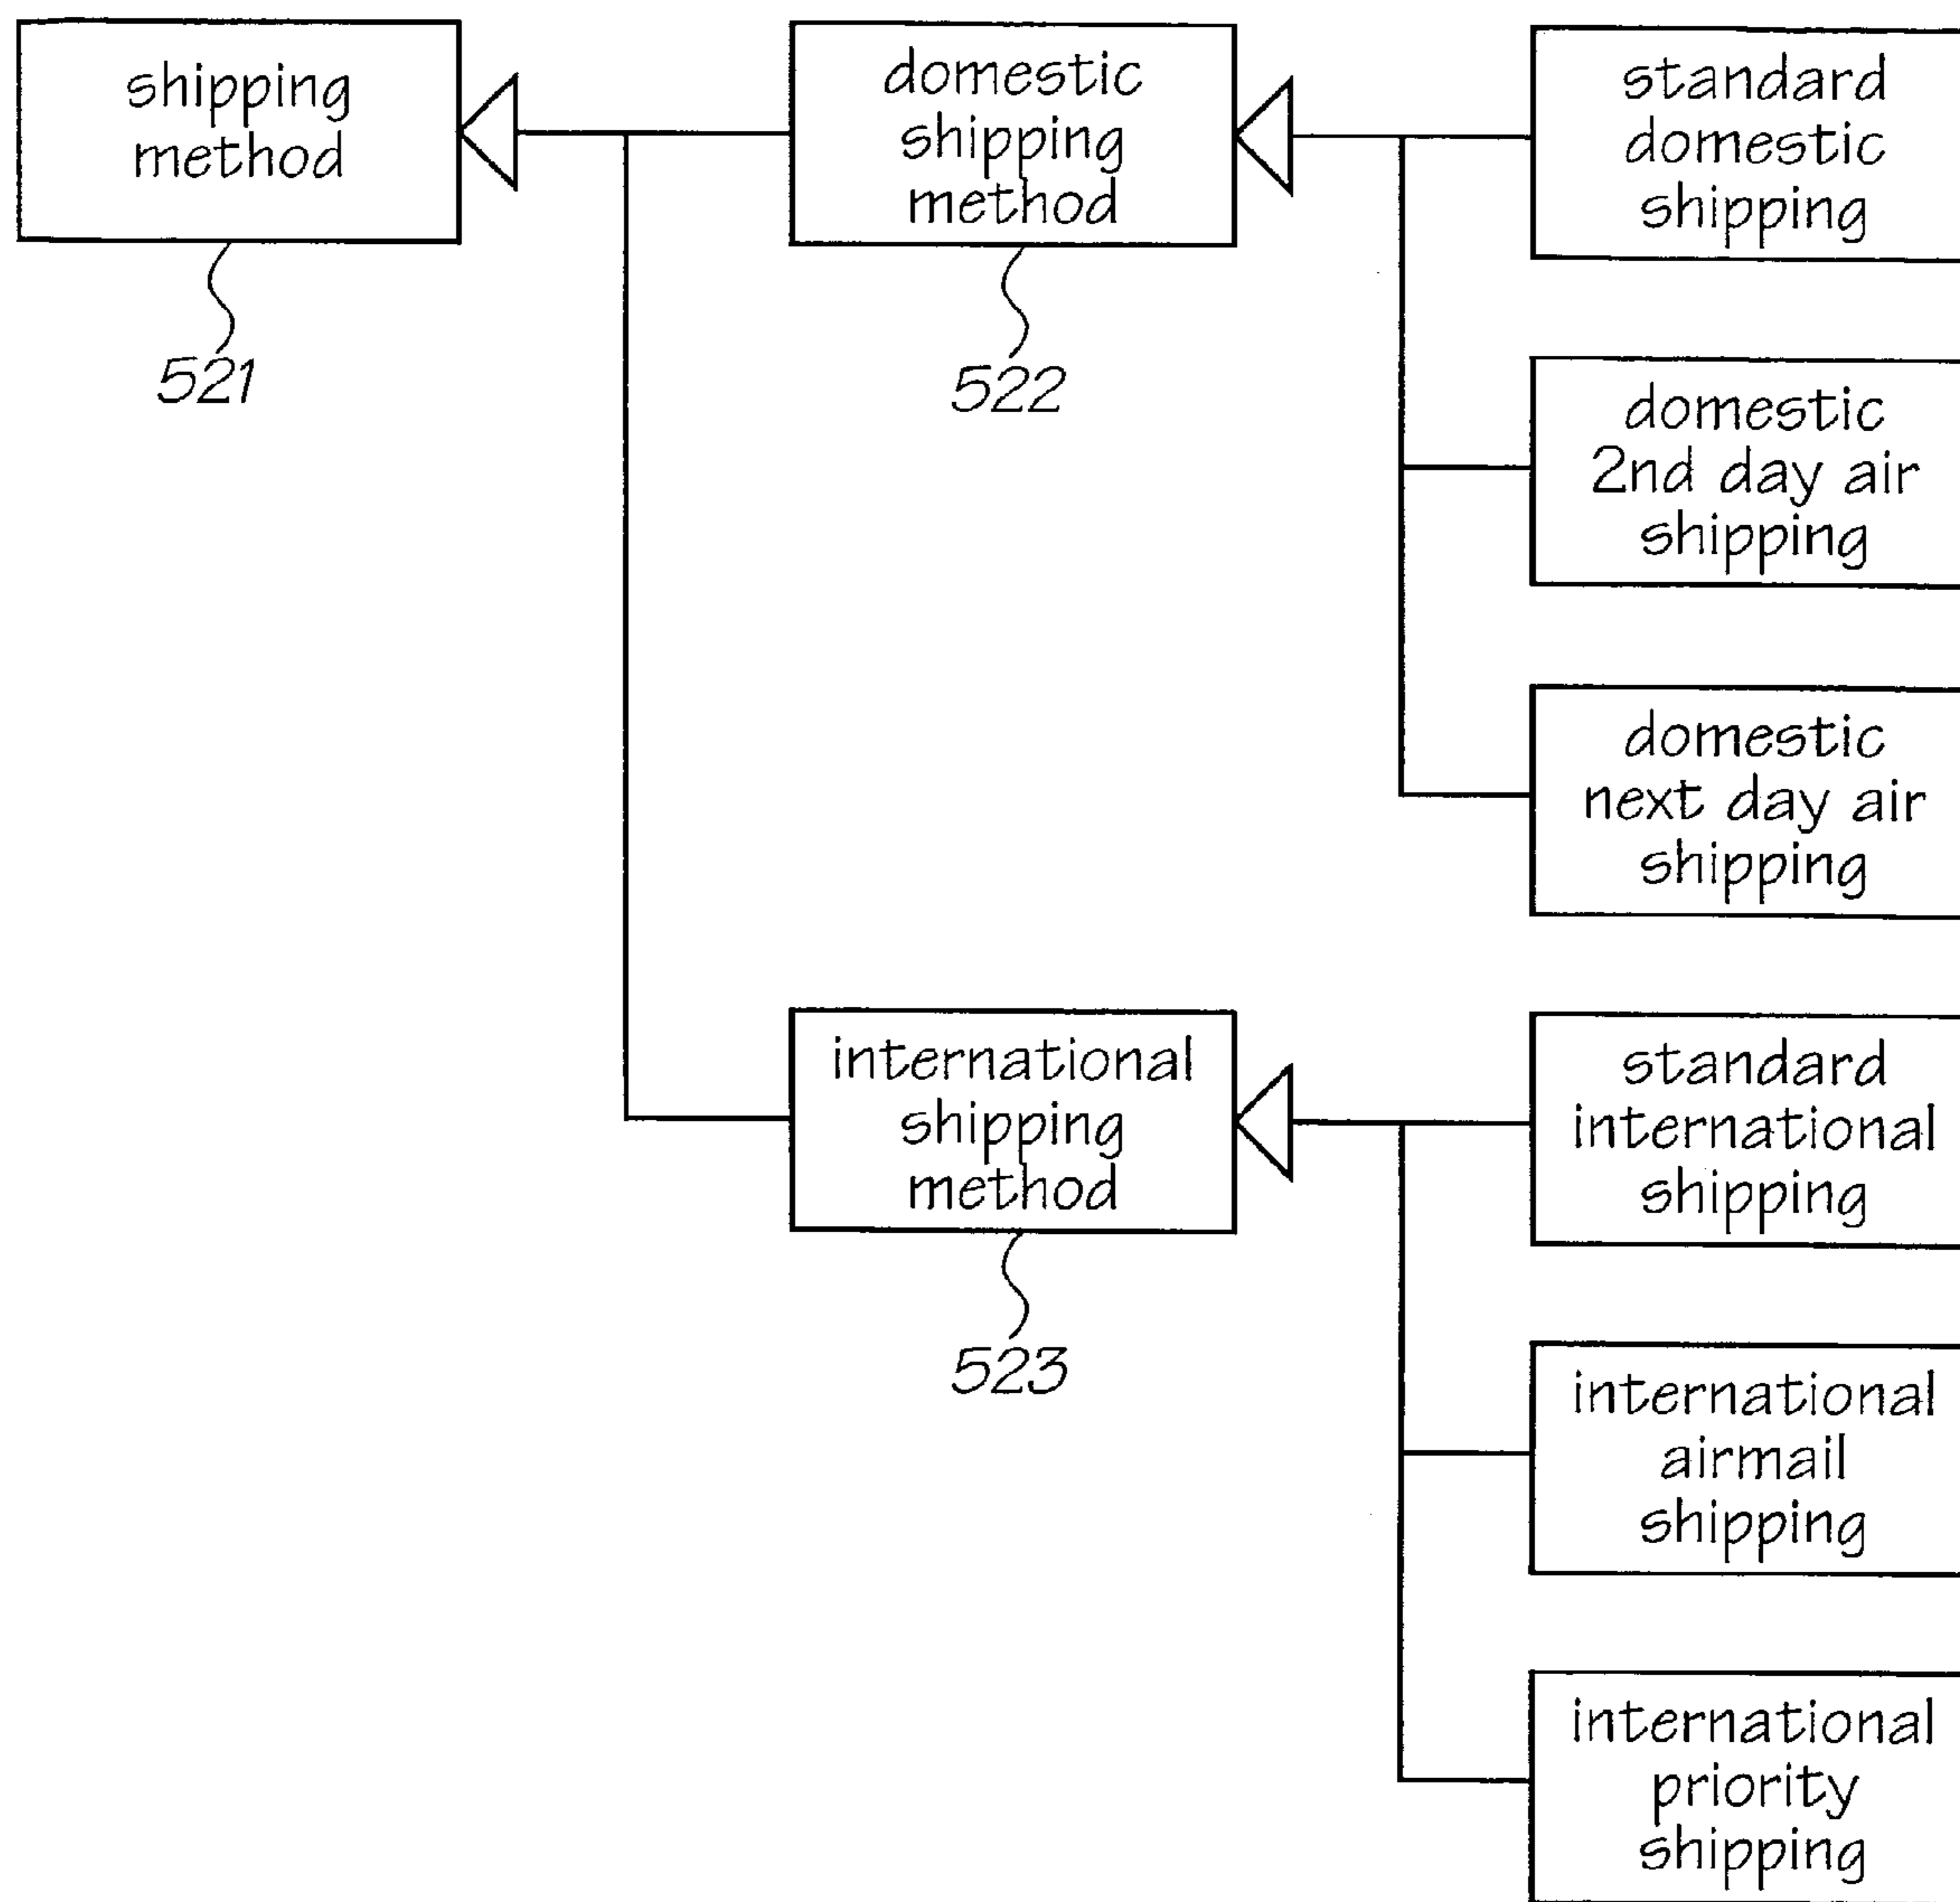 shipping
method
521
domestic
shipping
method
522
standard
domestic
shipping
domestic
2nd day air
shipping
domestic
next day air
shipping
international
shipping
method
523
standard
international
shipping
international
airmail
shipping
international
priority
shipping